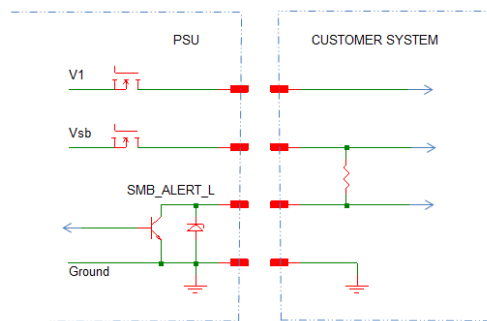 PSU
CUSTOMER SYSTEM
V1
Vsb
SMB_ALERT_L
Ground